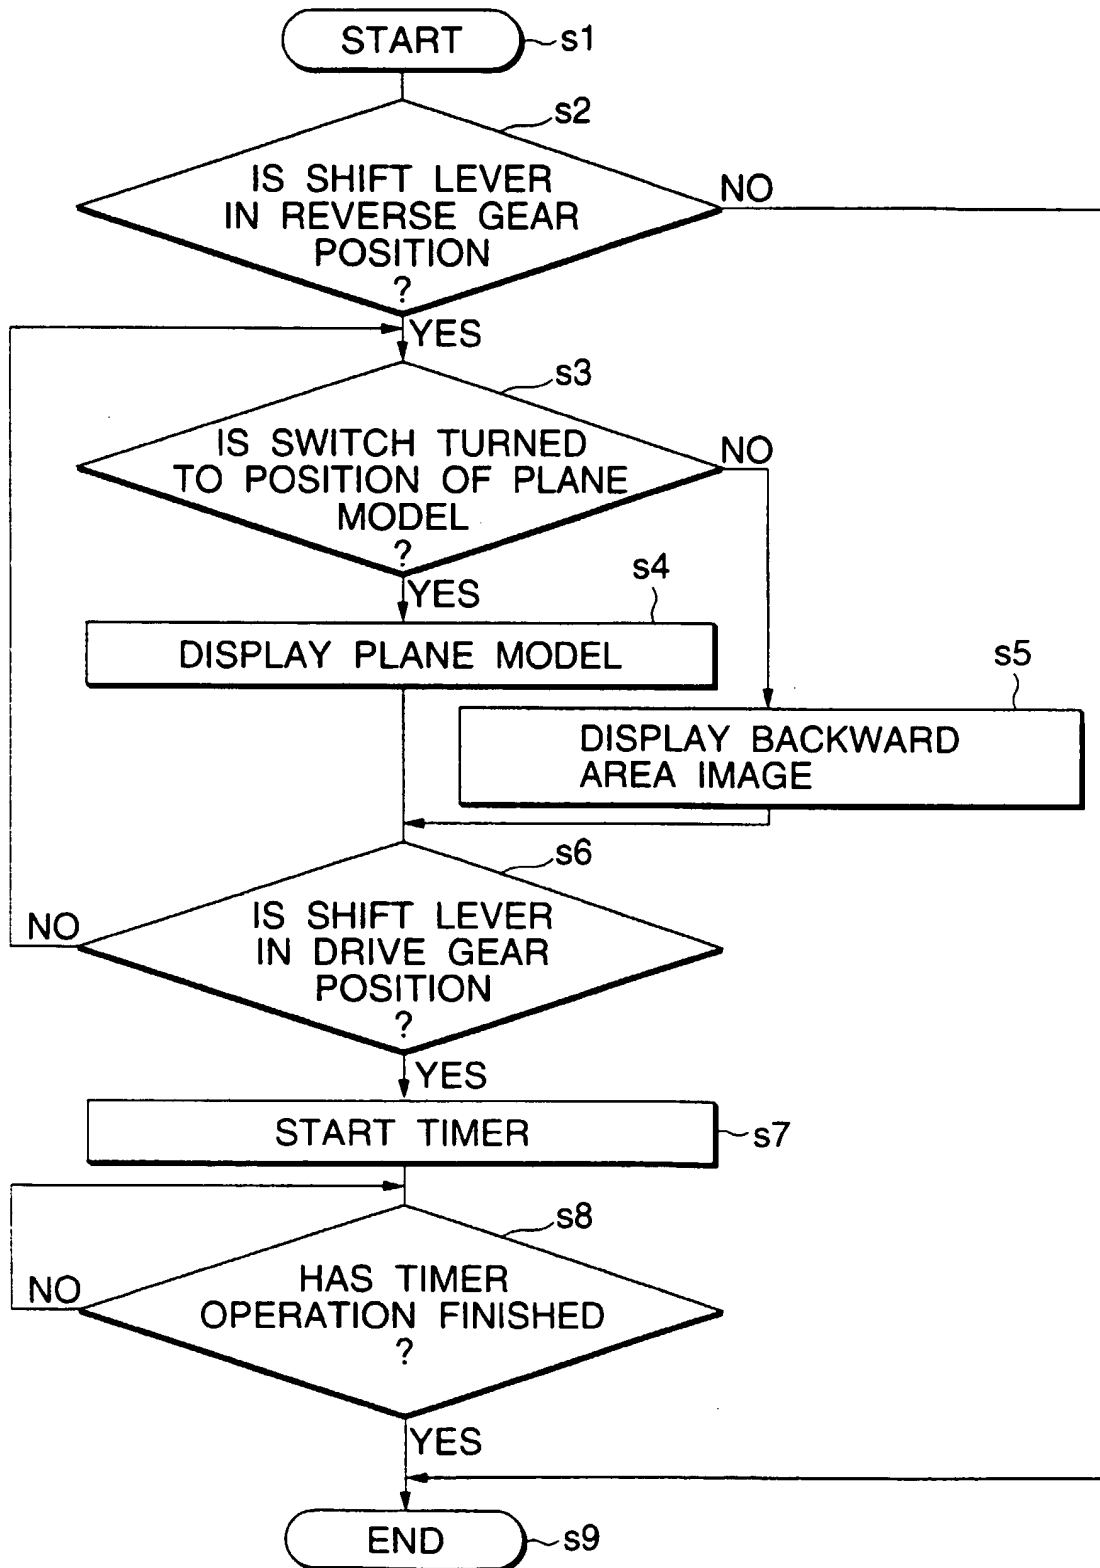 START
s1
s2
IS SHIFT LEVER
IN REVERSE GEAR
POSITION
?
NO
YES
s3
IS SWITCH TURNED
TO POSITION OF PLANE
MODEL
?
NO
YES
s4
DISPLAY PLANE MODEL
s5
DISPLAY BACKWARD
AREA IMAGE
s6
IS SHIFT LEVER
IN DRIVE GEAR
POSITION
?
NO
YES
START TIMER
s7
s8
HAS TIMER
OPERATION FINISHED
?
NO
YES
END
s9